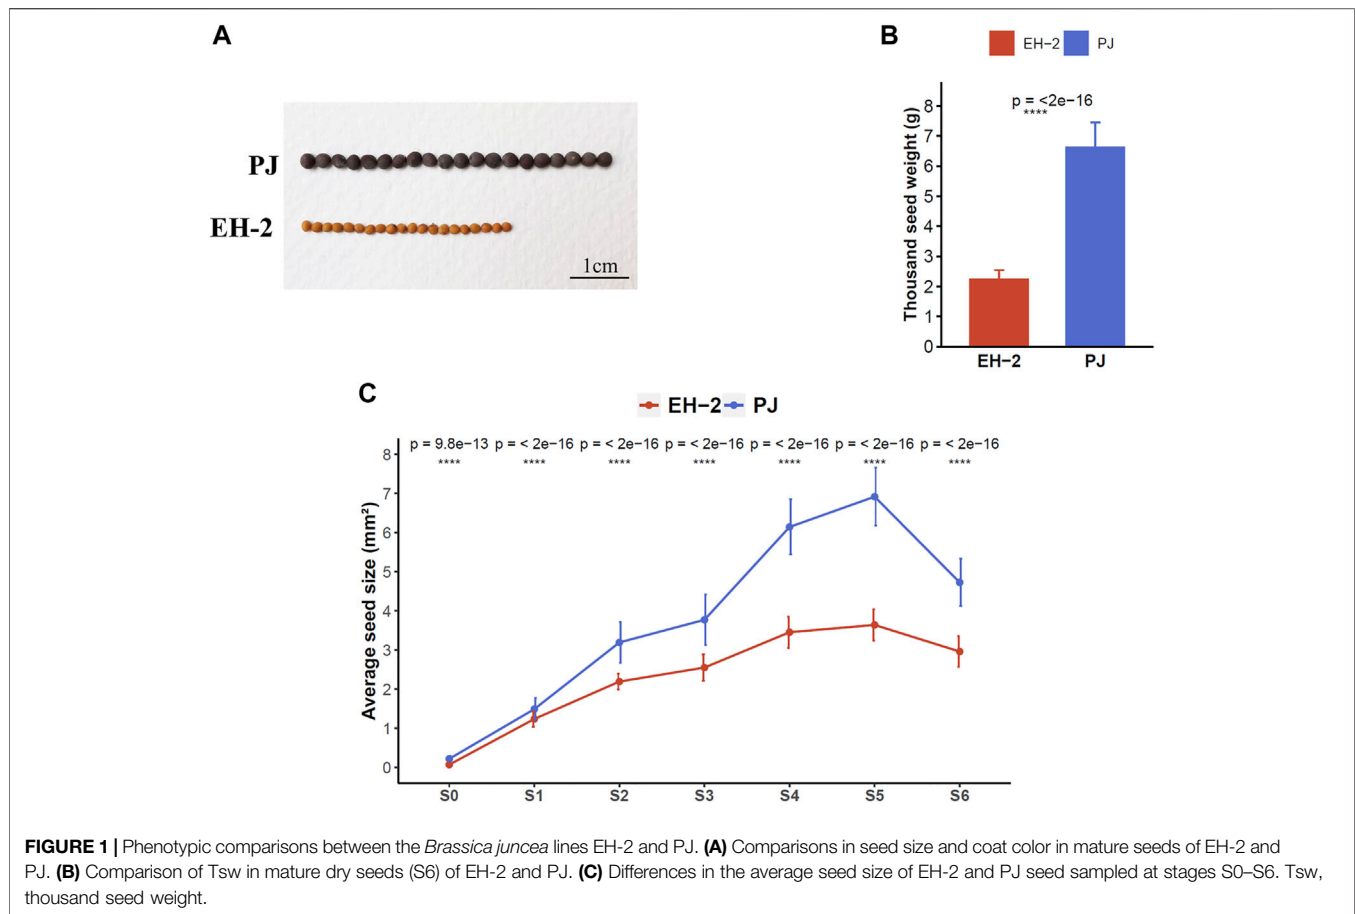 A
PJ
EH-2
1cm
B
EH−2 PJ
p = <2e−16
****
Thousand seed weight (g)
8
7
6
5
4
3
2
1
0
EH−2 PJ
C
EH−2 PJ
p = 9.8e−13 p = < 2e−16 p = < 2e−16 p = < 2e−16 p = < 2e−16 p = < 2e−16 p = < 2e−16
**** **** **** **** **** **** ****
Average seed size (mm²)
8
7
6
5
4
3
2
1
0
S0 S1 S2 S3 S4 S5 S6
FIGURE 1 | Phenotypic comparisons between the Brassica juncea lines EH-2 and PJ. (A) Comparisons in seed size and coat color in mature seeds of EH-2 and
PJ. (B) Comparison of Tsw in mature dry seeds (S6) of EH-2 and PJ. (C) Differences in the average seed size of EH-2 and PJ seed sampled at stages S0–S6. Tsw,
thousand seed weight.